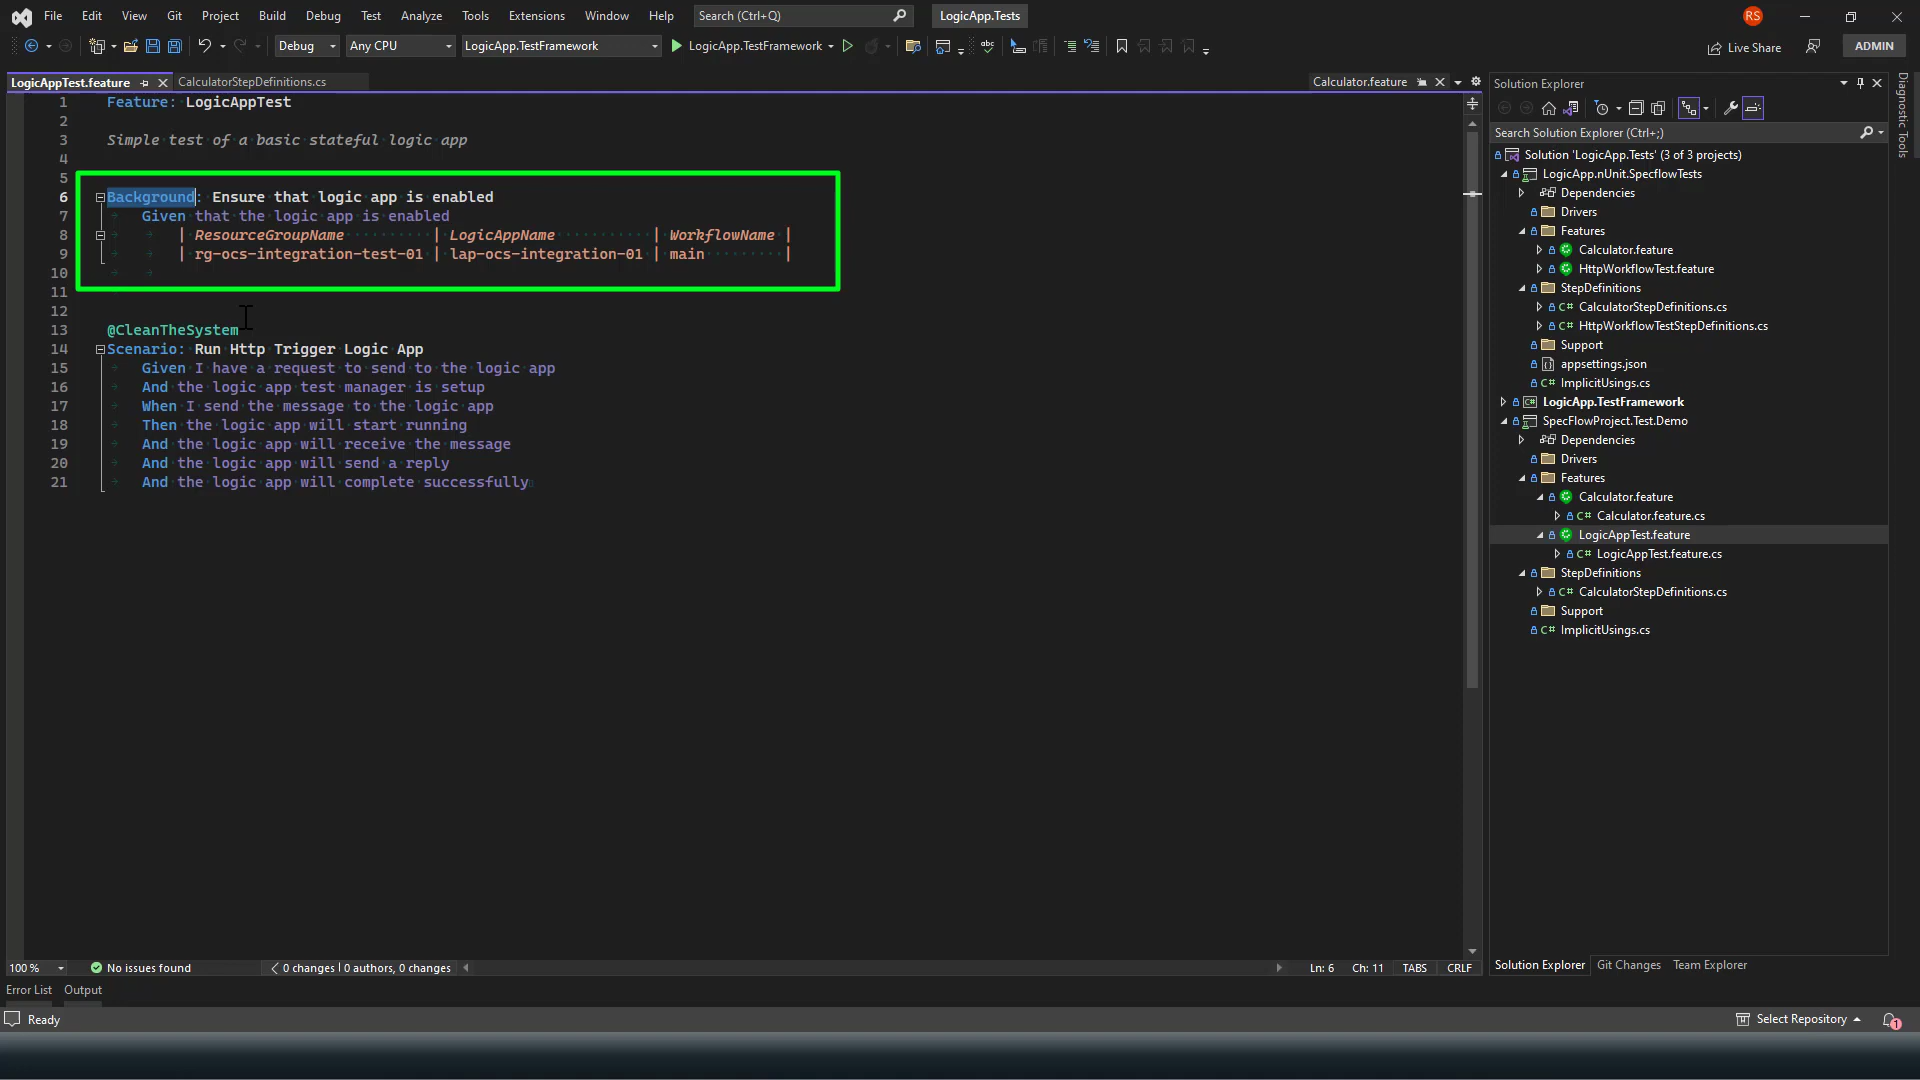 File Edit View Git Project Build Debug Test Analyze Tools Extensions Window Help Search (Ctrl+Q) LogicApp.Tests RS
Debug Any CPU LogicApp.TestFramework LogicApp.TestFramework Live Share ADMIN
LogicAppTest.feature CalculatorStepDefinitions.cs Calculator.feature
1 Feature: LogicAppTest
2
3 Simple test of a basic stateful logic app
4
5
6 Background: Ensure that logic app is enabled
7 Given that the logic app is enabled
8 | ResourceGroupName | LogicAppName | WorkflowName |
9 | rg-ocs-integration-test-01 | lap-ocs-integration-01 | main |
10
11
12
13 @CleanTheSystem
14 Scenario: Run Http Trigger Logic App
15 Given I have a request to send to the logic app
16 And the logic app test manager is setup
17 When I send the message to the logic app
18 Then the logic app will start running
19 And the logic app will receive the message
20 And the logic app will send a reply
21 And the logic app will complete successfully
100 % No issues found 0 changes | 0 authors, 0 changes Ln: 6 Ch: 11 TABS CRLF
Error List Output
Ready
Solution Explorer
Search Solution Explorer (Ctrl+;)
Solution 'LogicApp.Tests' (3 of 3 projects)
LogicApp.nUnit.SpecflowTests
Dependencies
Drivers
Features
Calculator.feature
HttpWorkflowTest.feature
StepDefinitions
C# CalculatorStepDefinitions.cs
C# HttpWorkflowTestStepDefinitions.cs
Support
appsettings.json
C# ImplicitUsings.cs
C# LogicApp.TestFramework
SpecFlowProject.Test.Demo
Dependencies
Drivers
Features
Calculator.feature
C# Calculator.feature.cs
LogicAppTest.feature
C# LogicAppTest.feature.cs
StepDefinitions
C# CalculatorStepDefinitions.cs
Support
C# ImplicitUsings.cs
Solution Explorer Git Changes Team Explorer
Select Repository 1
Diagnostic Tools